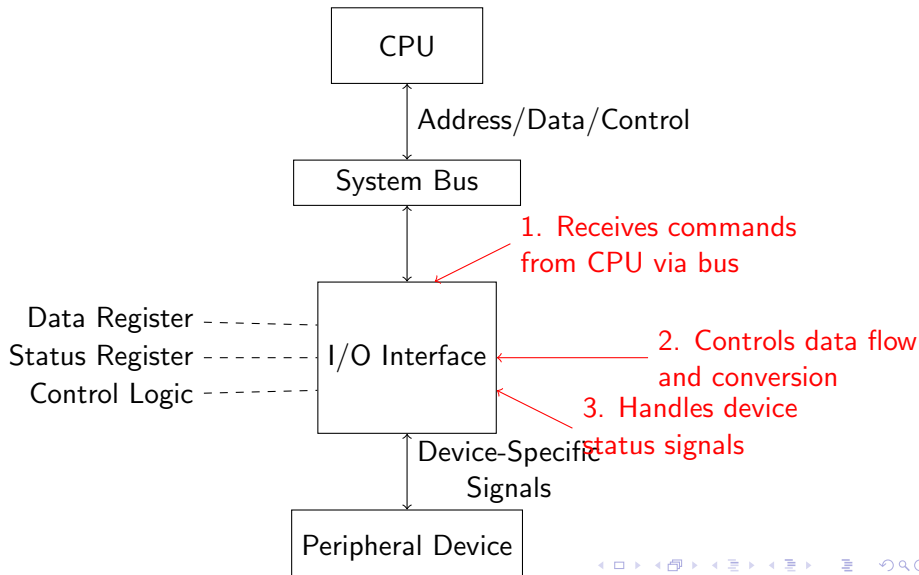 CPU
Address/Data/Control
System Bus
1. Receives commands
from CPU via bus
Data Register
Status Register
Control Logic
I/O Interface
2. Controls data flow
and conversion
3. Handles device
status signals
Device-Specific
Signals
Peripheral Device